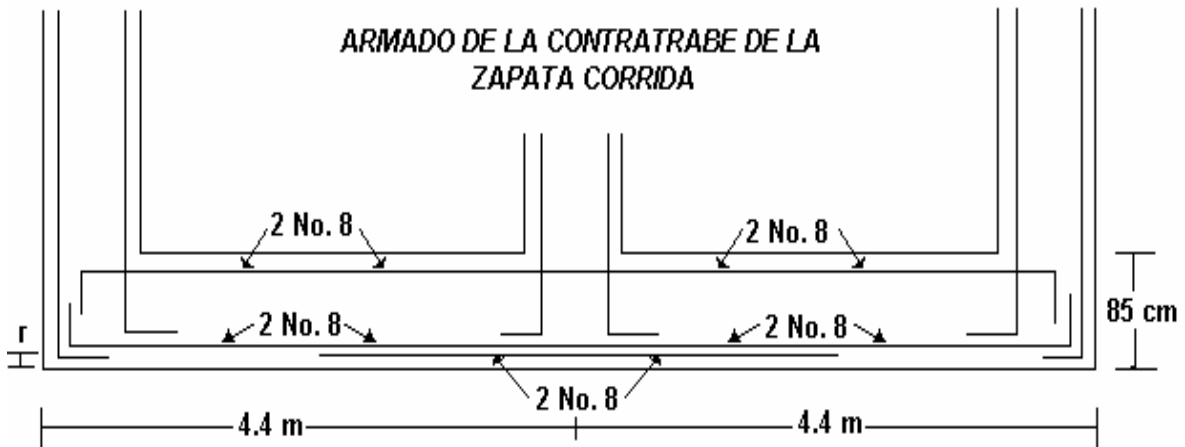 ARMADO DE LA CONTRATRABE DE LA
ZAPATA CORRIDA
2 No. 8
2 No. 8
85 cm
r
2 No. 8
2 No. 8
2 No. 8
4.4 m
4.4 m